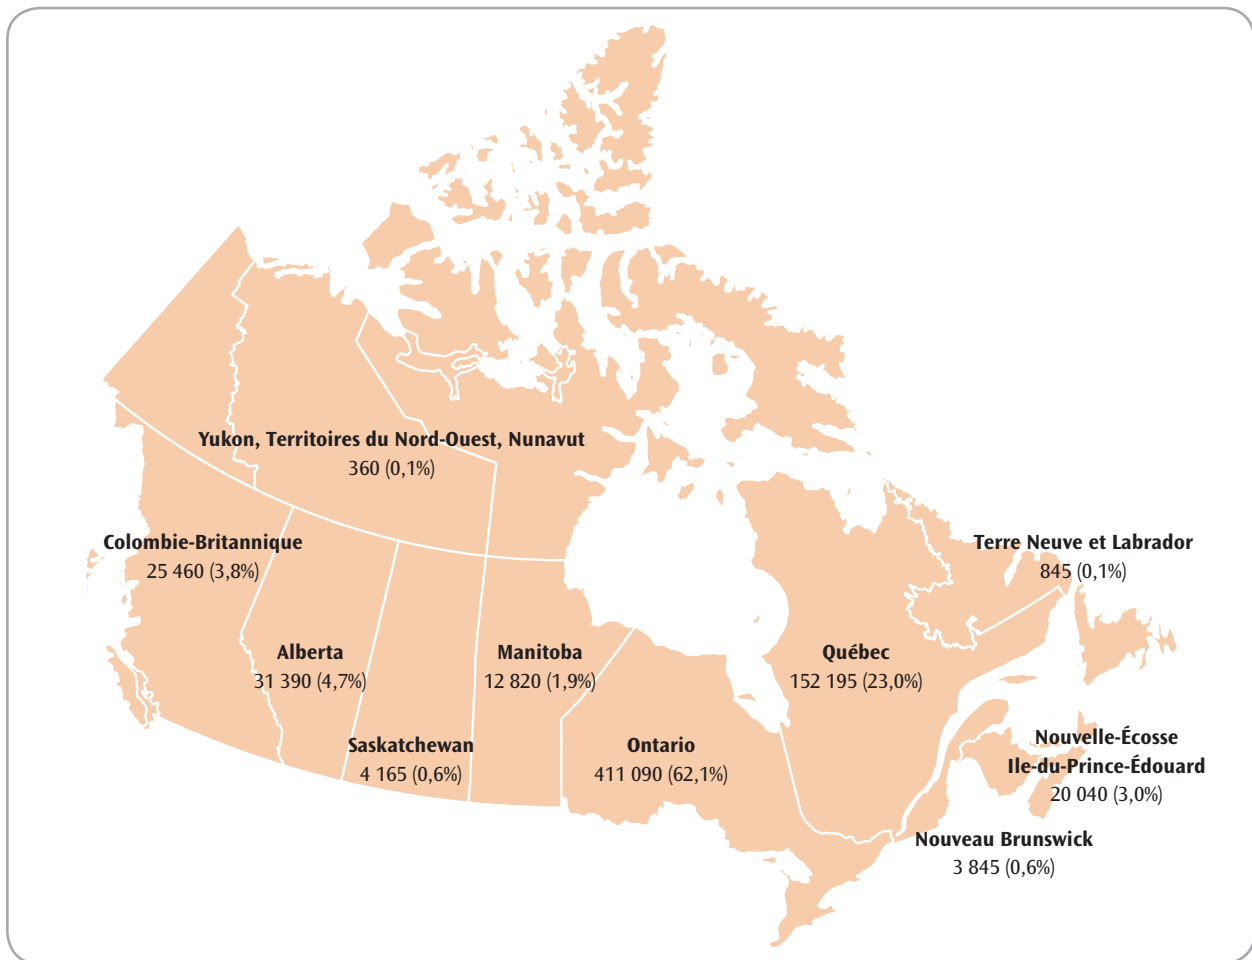 Yukon, Territoires du Nord-Ouest, Nunavut
360 (0,1%)
Colombie-Britannique
25 460 (3,8%)
Terre Neuve et Labrador
845 (0,1%)
Alberta
31 390 (4,7%)
Manitoba
12 820 (1,9%)
Québec
152 195 (23,0%)
Saskatchewan
4 165 (0,6%)
Ontario
411 090 (62,1%)
Nouvelle-Écosse
Ile-du-Prince-Édouard
20 040 (3,0%)
Nouveau Brunswick
3 845 (0,6%)